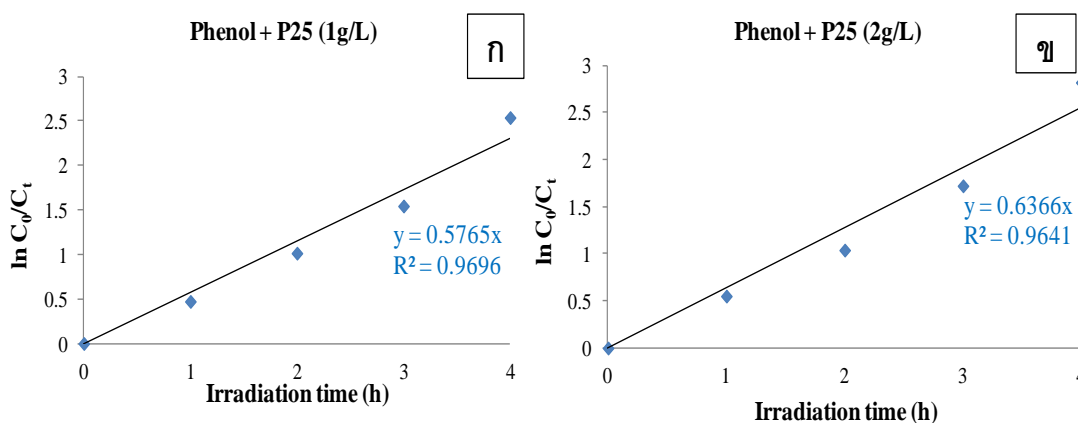 Phenol + P25 (1g/L)
ก
3
2.5
2
1.5
1
0.5
0
ln C₀/Cₜ
y = 0.5765x
R² = 0.9696
0 1 2 3 4
Irradiation time (h)
Phenol + P25 (2g/L)
ข
3
2.5
2
1.5
1
0.5
0
ln C₀/Cₜ
y = 0.6366x
R² = 0.9641
0 1 2 3
Irradiation time (h)